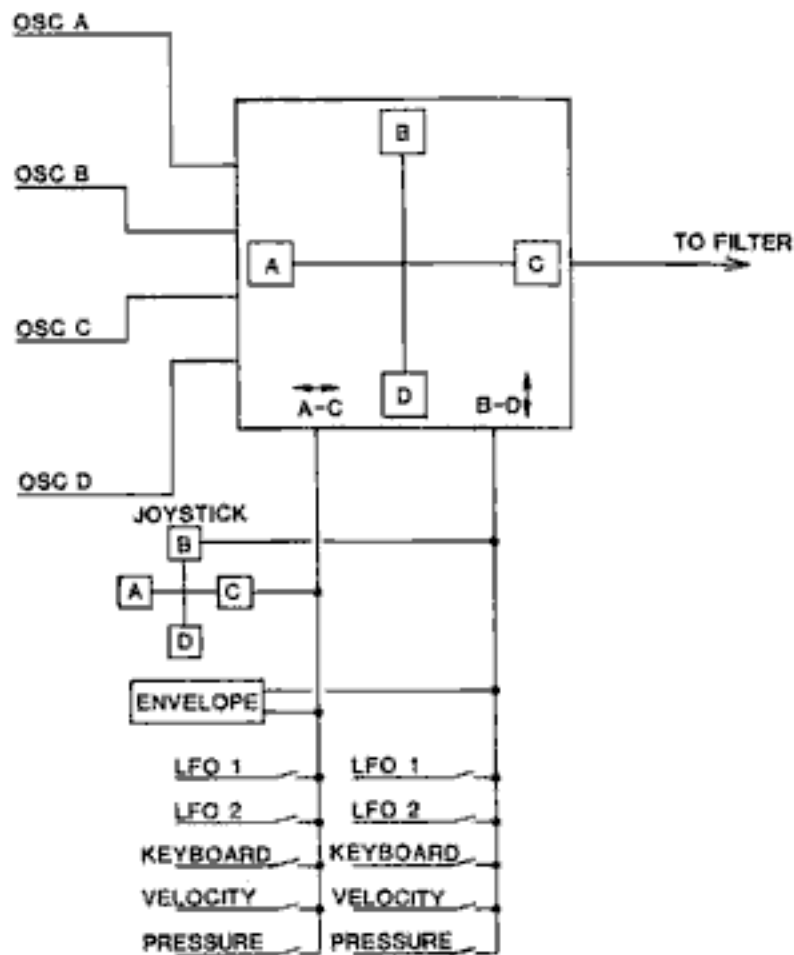 OSC A
B
OSC B
TO FILTER
A
C
OSC C
D
A-C
B-D
OSC D
JOYSTICK
B
A
C
D
ENVELOPE
LFO 1
LFO 1
LFO 2
LFO 2
KEYBOARD
KEYBOARD
VELOCITY
VELOCITY
PRESSURE
PRESSURE